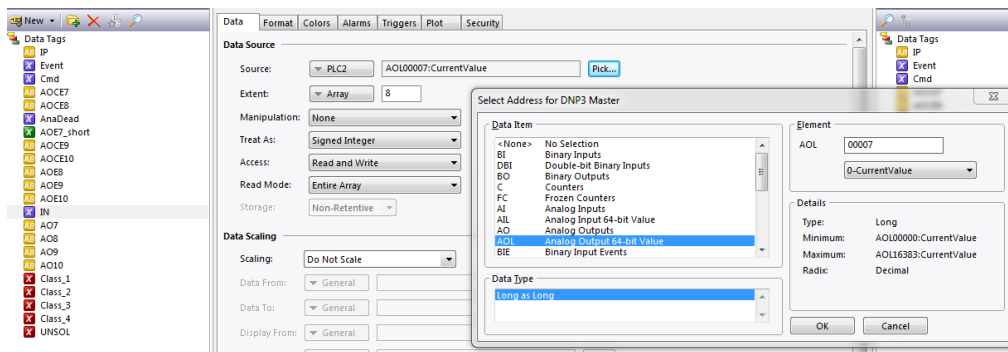 New
Data Tags
IP
Event
Cmd
AOCE7
AOCE8
AnaDead
AOE7_short
AOCE9
AOCE10
AOE8
AOE9
AOE10
IN
AO7
AO8
AO9
AO10
Class_1
Class_2
Class_3
Class_4
UNSOL
Data Format Colors Alarms Triggers Plot Security
Data Source
Source: PLC2 AOL00007:CurrentValue Pick...
Extent: Array 8
Manipulation: None
Treat As: Signed Integer
Access: Read and Write
Read Mode: Entire Array
Storage: Non-Retentive
Data Scaling
Scaling: Do Not Scale
Data From: General
Data To: General
Display From: General
Data Tags
IP
Event
Cmd
Select Address for DNP3 Master
Data Item
<None> No Selection
BI Binary Inputs
DBI Double-bit Binary Inputs
BO Binary Outputs
C Counters
FC Frozen Counters
AI Analog Inputs
AIL Analog Input 64-bit Value
AO Analog Outputs
AOL Analog Output 64-bit Value
BIE Binary Input Events
Data Type
Long as Long
Element
AOL 00007
0-CurrentValue
Details
Type: Long
Minimum: AOL00000:CurrentValue
Maximum: AOL16383:CurrentValue
Radix: Decimal
OK Cancel